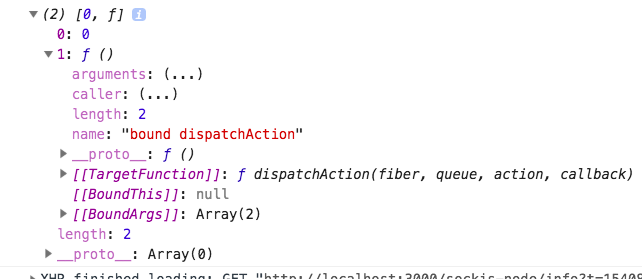 ▼ (2) [0, ƒ] i
0: 0
▼ 1: ƒ ()
arguments: (...)
caller: (...)
length: 2
name: "bound dispatchAction"
▶ __proto__: ƒ ()
▶ [[TargetFunction]]: ƒ dispatchAction(fiber, queue, action, callback)
[[BoundThis]]: null
▶ [[BoundArgs]]: Array(2)
length: 2
▶ __proto__: Array(0)
▶ XHR finished loading: GET "http://localhost:3000/sockjs-node/info?t=15409